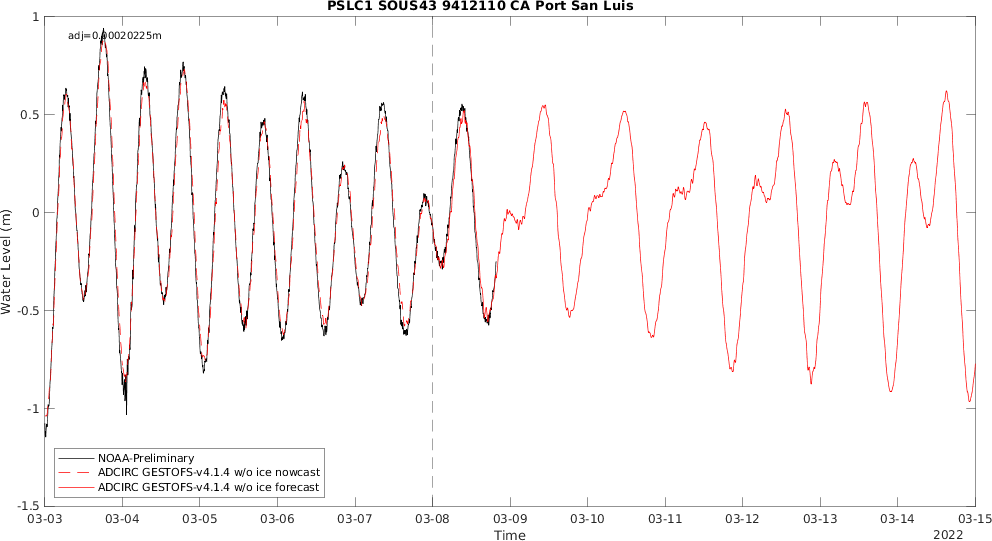 PSLC1 SOUS43 9412110 CA Port San Luis
adj=0.00020225m
1
0.5
0
-0.5
-1
-1.5
Water Level (m)
NOAA-Preliminary
ADCIRC GESTOFS-v4.1.4 w/o ice nowcast
ADCIRC GESTOFS-v4.1.4 w/o ice forecast
03-03 03-04 03-05 03-06 03-07 03-08 03-09 03-10 03-11 03-12 03-13 03-14 03-15
Time
2022